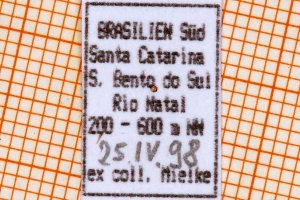 BRASILIEN Süd
Santa Catarina
S. Bento do Sul
Rio Natal
200 - 600 m NN
25 IV 98
ex coll. Mielke